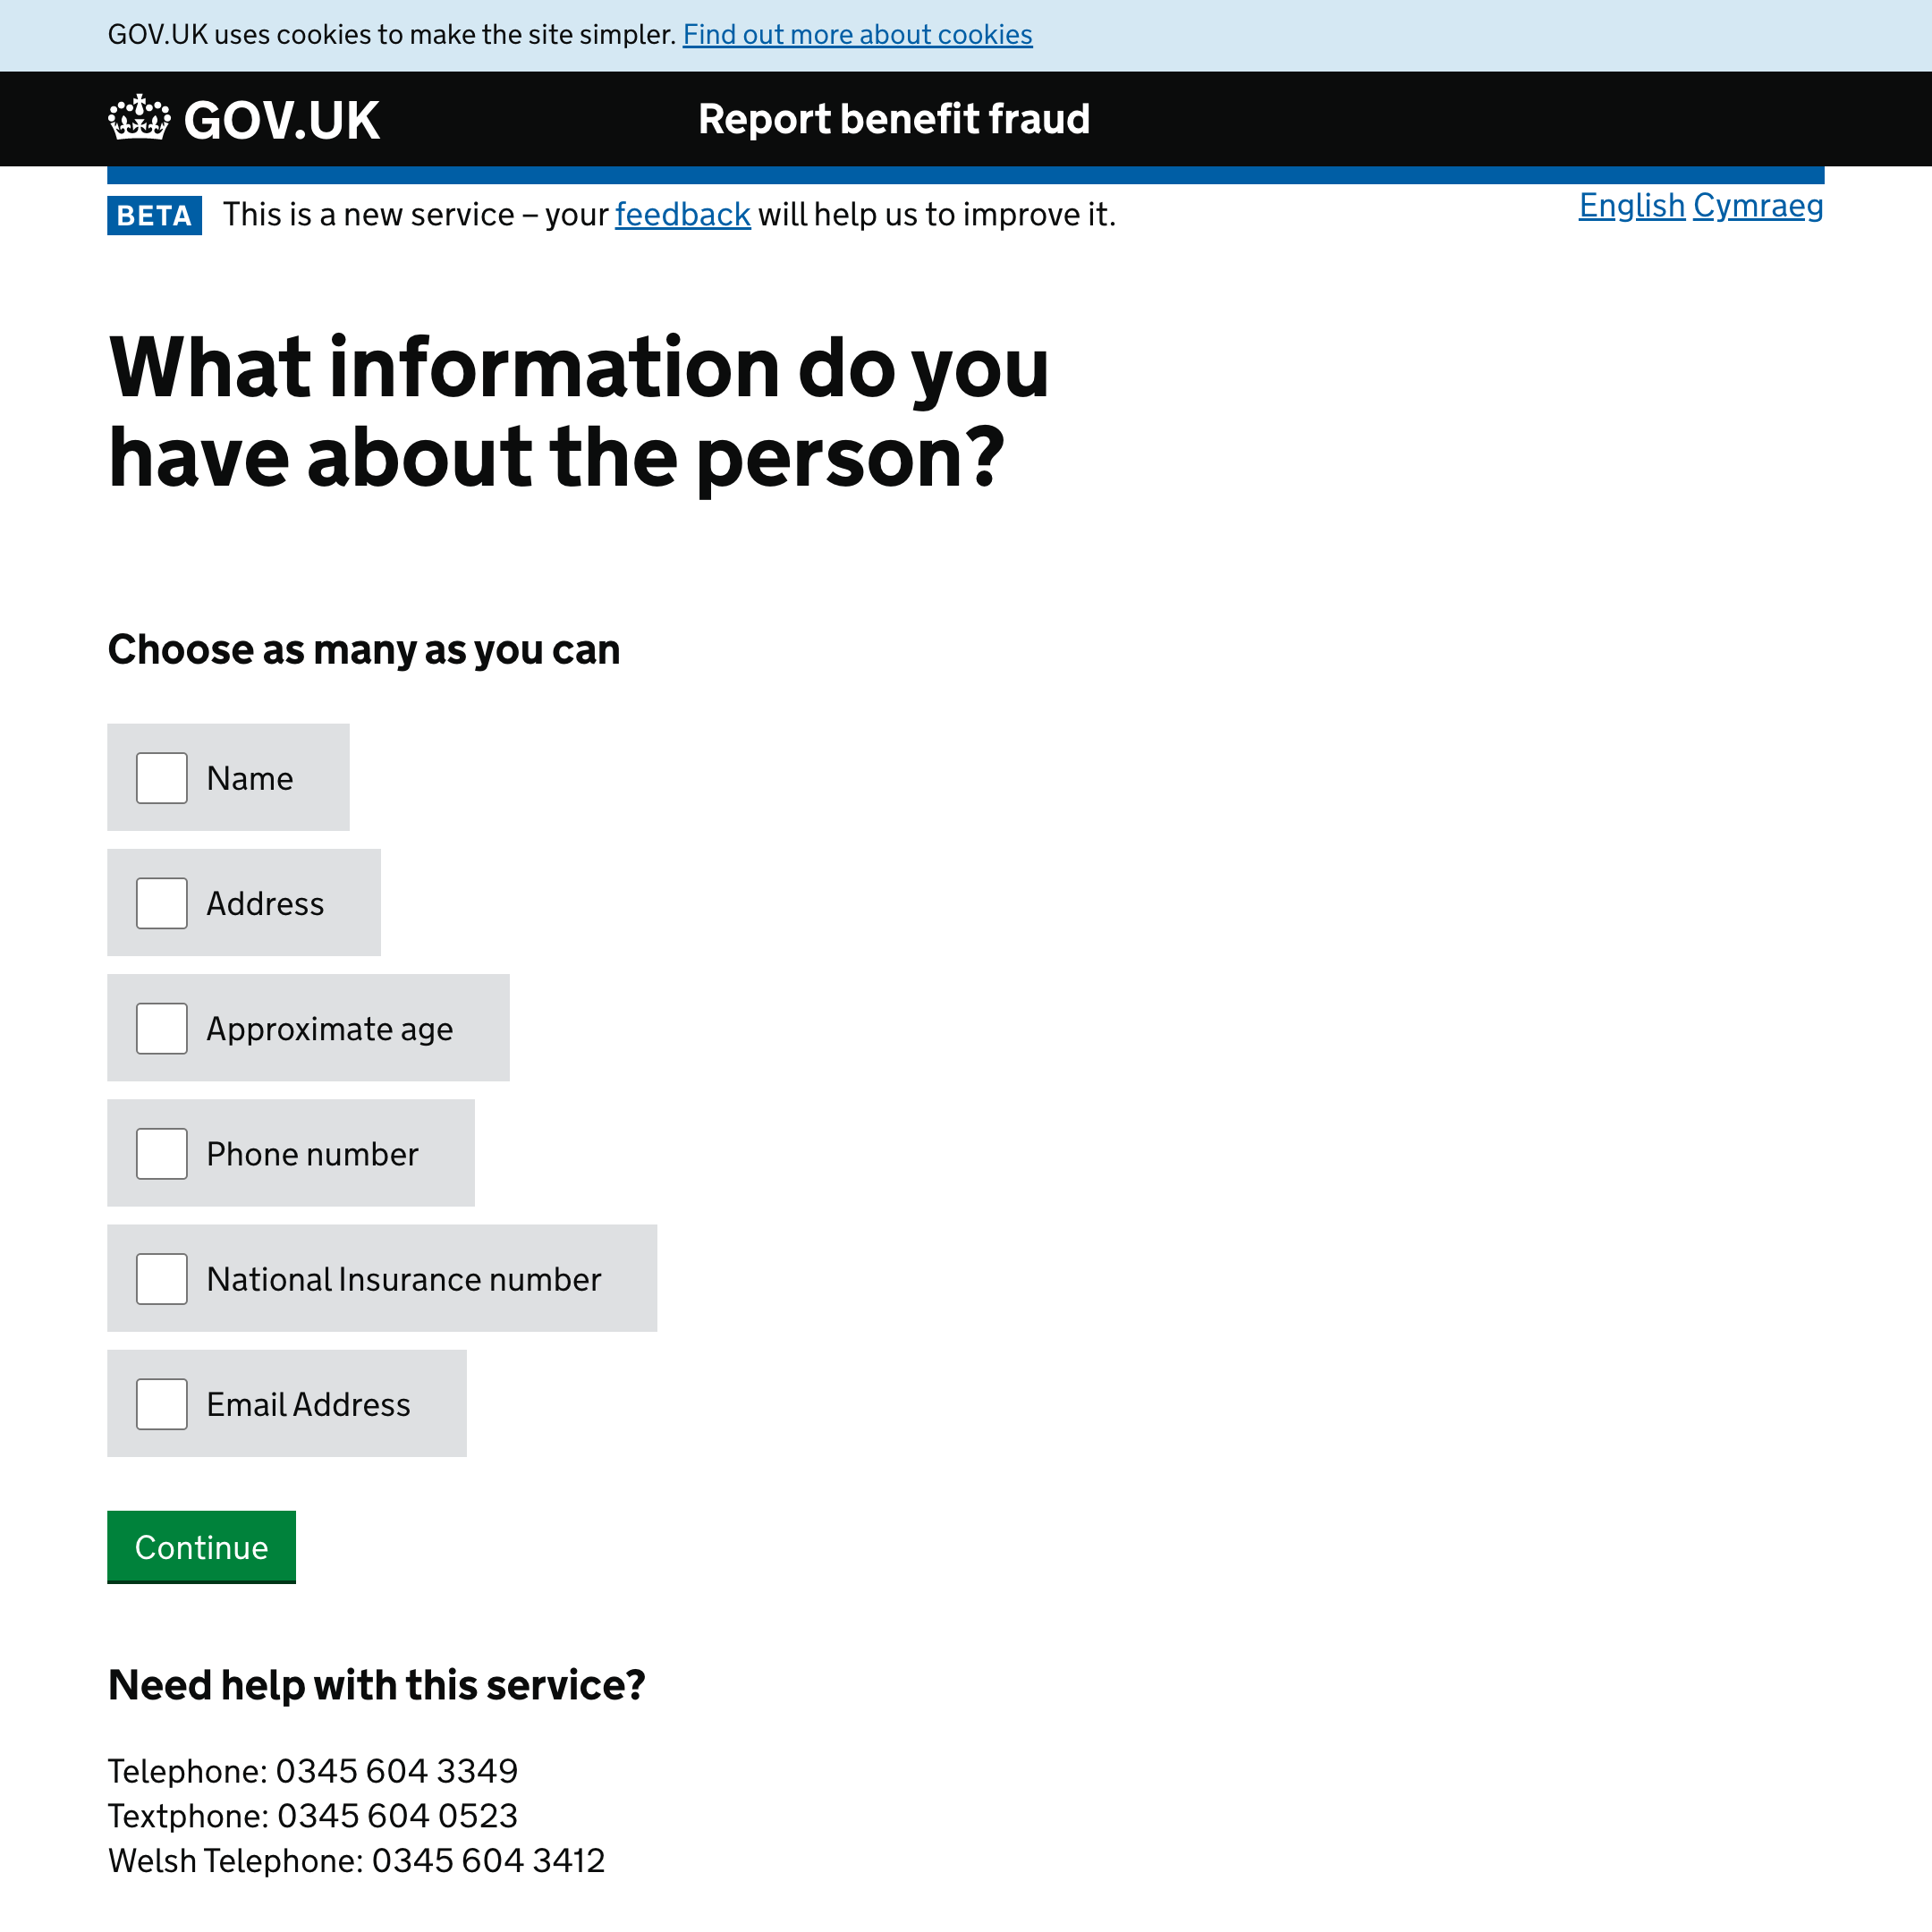 GOV.UK uses cookies to make the site simpler. Find out more about cookies
GOV.UK
Report benefit fraud
BETA This is a new service – your feedback will help us to improve it.
English Cymraeg
What information do you
have about the person?
Choose as many as you can
Name
Address
Approximate age
Phone number
National Insurance number
Email Address
Continue
Need help with this service?
Telephone: 0345 604 3349
Textphone: 0345 604 0523
Welsh Telephone: 0345 604 3412